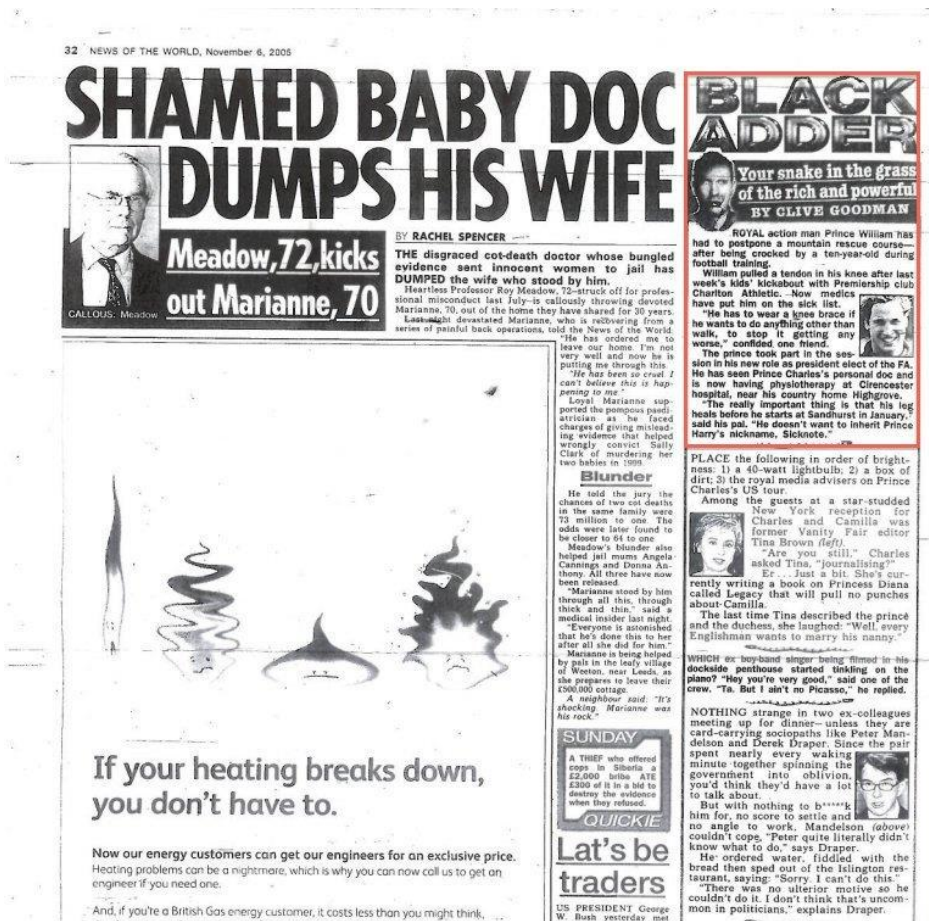 32 NEWS OF THE WORLD, November 6, 2005
SHAMED BABY DOC
DUMPS HIS WIFE
CALLOUS: Meadow
Meadow,72,kicks
out Marianne, 70
BY RACHEL SPENCER
THE disgraced cot-death doctor whose bungled
evidence sent innocent women to jail has
DUMPED the wife who stood by him.
Heartless Professor Roy Meadow, 72–struck off for profes-
sional misconduct last July–is callously throwing devoted
Marianne, 70, out of the home they have shared for 30 years.
Last night devastated Marianne, who is recovering from a
series of painful back operations, told the News of the World:
"He has ordered me to
leave our home. I'm not
very well and now he is
putting me through this.
"He has been so cruel. I
can't believe this is hap-
pening to me."
Loyal Marianne sup-
ported the pompous paedi-
atrician as he faced
charges of giving mislead-
ing evidence that helped
wrongly convict Sally
Clark of murdering her
two babies in 1999.
Blunder
He told the jury the
chances of two cot deaths
in the same family were
73 million to one. The
odds were later found to
be closer to 64 to one.
Meadow's blunder also
helped jail mums Angela
Cannings and Donna An-
thony. All three have now
been released.
"Marianne stood by him
through all this, through
thick and thin," said a
medical insider last night.
"Everyone is astonished
that he's done this to her
after all she did for him."
Marianne is being helped
by pals in the leafy village
of Weeton, near Leeds, as
she prepares to leave their
£500,000 cottage.
A neighbour said: "It's
shocking. Marianne was
his rock."
SUNDAY
A THIEF who offered
cops in Siberia a
£2,000 bribe ATE
£300 of it in a bid to
destroy the evidence
when they refused.
QUICKIE
Lat's be
traders
US PRESIDENT George
W. Bush yesterday met
BLACK
ADDER
Your snake in the grass
of the rich and powerful
BY CLIVE GOODMAN
ROYAL action man Prince William has
had to postpone a mountain rescue course—
after being crocked by a ten-year-old during
football training.
William pulled a tendon in his knee after last
week's kids' kickabout with Premiership club
Charlton Athletic. Now medics
have put him on the sick list.
"He has to wear a knee brace if
he wants to do anything other than
walk, to stop it getting any
worse," confided one friend.
The prince took part in the ses-
sion in his new role as president elect of the FA.
He has seen Prince Charles's personal doc and
is now having physiotherapy at Cirencester
hospital, near his country home Highgrove.
"The really important thing is that his leg
heals before he starts at Sandhurst in January,"
said his pal. "He doesn't want to inherit Prince
Harry's nickname, Sicknote."
PLACE the following in order of bright-
ness: 1) a 40-watt lightbulb; 2) a box of
dirt; 3) the royal media advisers on Prince
Charles's US tour.
Among the guests at a star-studded
New York reception for
Charles and Camilla was
former Vanity Fair editor
Tina Brown (left).
"Are you still," Charles
asked Tina, "journalising?"
Er . . . Just a bit. She's cur-
rently writing a book on Princess Diana
called Legacy that will pull no punches
about Camilla.
The last time Tina described the prince
and the duchess, she laughed: "Well, every
Englishman wants to marry his nanny."
WHICH ex boy-band singer being filmed in his
dockside penthouse started tinkling on the
piano? "Hey you're very good," said one of the
crew. "Ta. But I ain't no Picasso," he replied.
NOTHING strange in two ex-colleagues
meeting up for dinner– unless they are
card-carrying sociopaths like Peter Man-
delson and Derek Draper. Since the pair
spent nearly every waking
minute together spinning the
government into oblivion,
you'd think they'd have a lot
to talk about.
But with nothing to b*****k
him for, no score to settle and
no angle to work, Mandelson (above)
couldn't cope, "Peter quite literally didn't
know what to do," says Draper.
He ordered water, fiddled with the
bread then sped out of the Islington res-
taurant, saying: "Sorry. I can't do this."
"There was no ulterior motive so he
couldn't do it. I don't think that's uncom-
mon in politicians," explains Draper.
If your heating breaks down,
you don't have to.
Now our energy customers can get our engineers for an exclusive price.
Heating problems can be a nightmare, which is why you can now call us to get an
engineer if you need one.
And, if you're a British Gas energy customer, it costs less than you might think,